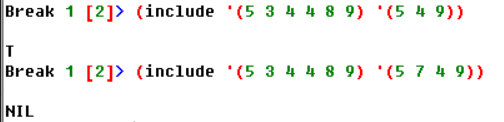 Break 1 [2]> (include '(5 3 4 4 8 9) '(5 4 9))
T
Break 1 [2]> (include '(5 3 4 4 8 9) '(5 7 4 9))
NIL